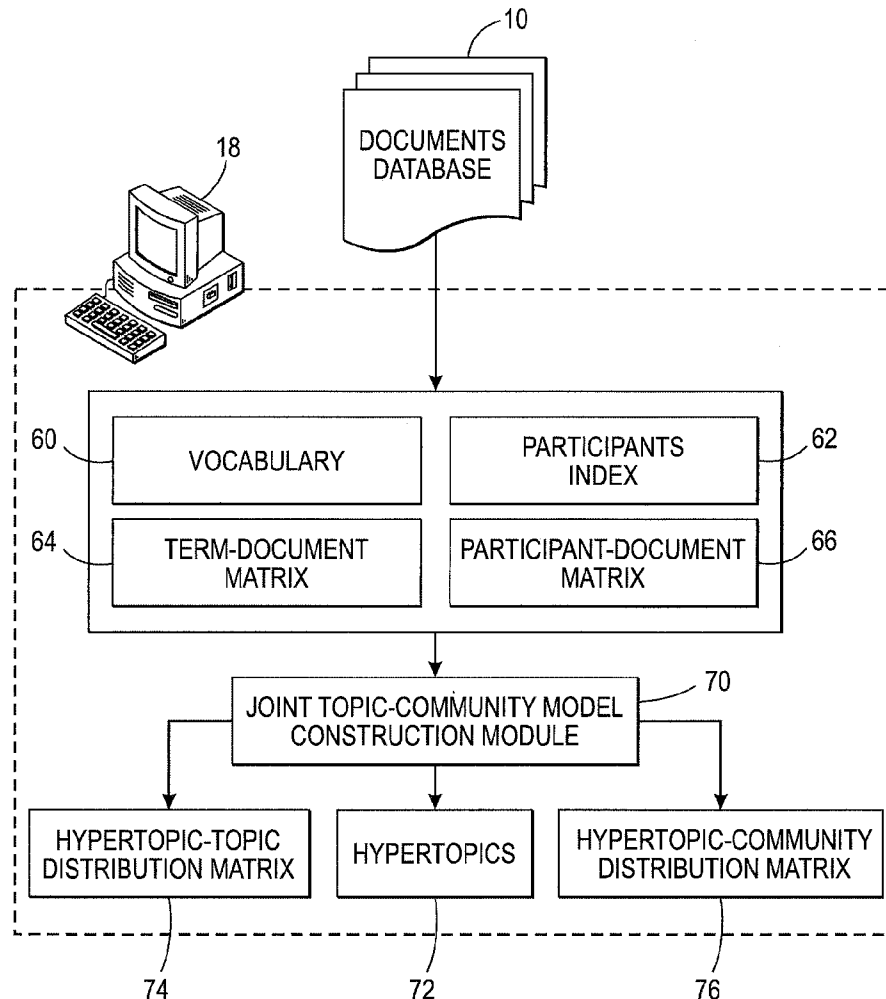 10
DOCUMENTS
DATABASE
18
60
VOCABULARY
PARTICIPANTS
INDEX
62
64
TERM-DOCUMENT
MATRIX
PARTICIPANT-DOCUMENT
MATRIX
66
JOINT TOPIC-COMMUNITY MODEL
CONSTRUCTION MODULE
70
HYPERTOPIC-TOPIC
DISTRIBUTION MATRIX
HYPERTOPICS
HYPERTOPIC-COMMUNITY
DISTRIBUTION MATRIX
74
72
76